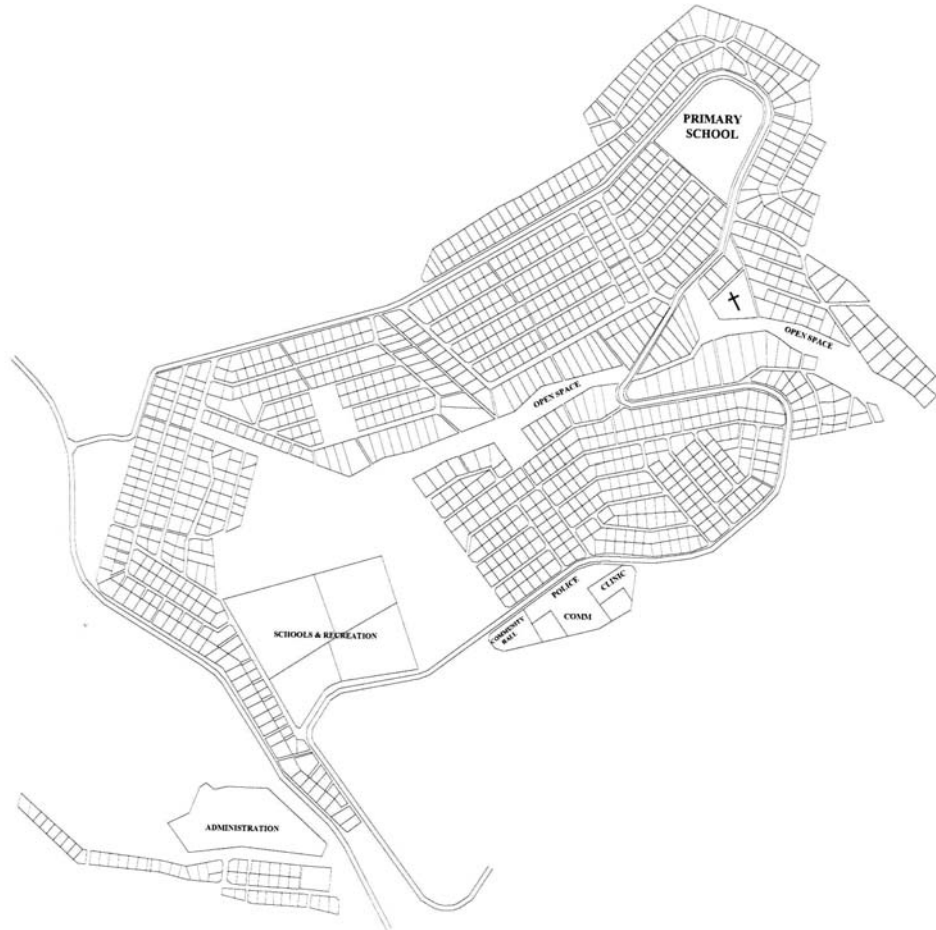 PRIMARY
SCHOOL
OPEN SPACE
OPEN SPACE
POLICE
CLINIC
COMM
COMMUNITY
HALL
SCHOOLS & RECREATION
ADMINISTRATION